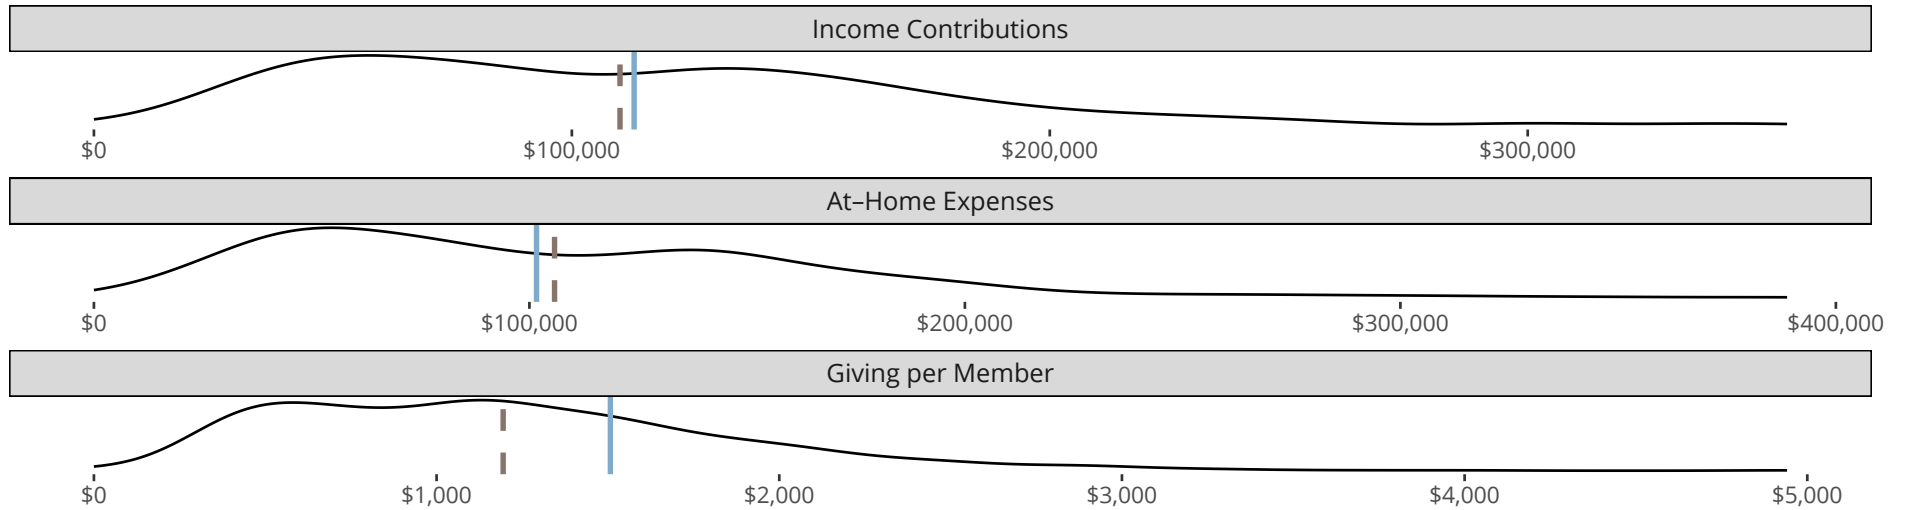 Income Contributions
$0 $100,000 $200,000 $300,000
At–Home Expenses
$0 $100,000 $200,000 $300,000 $400,000
Giving per Member
$0 $1,000 $2,000 $3,000 $4,000 $5,000